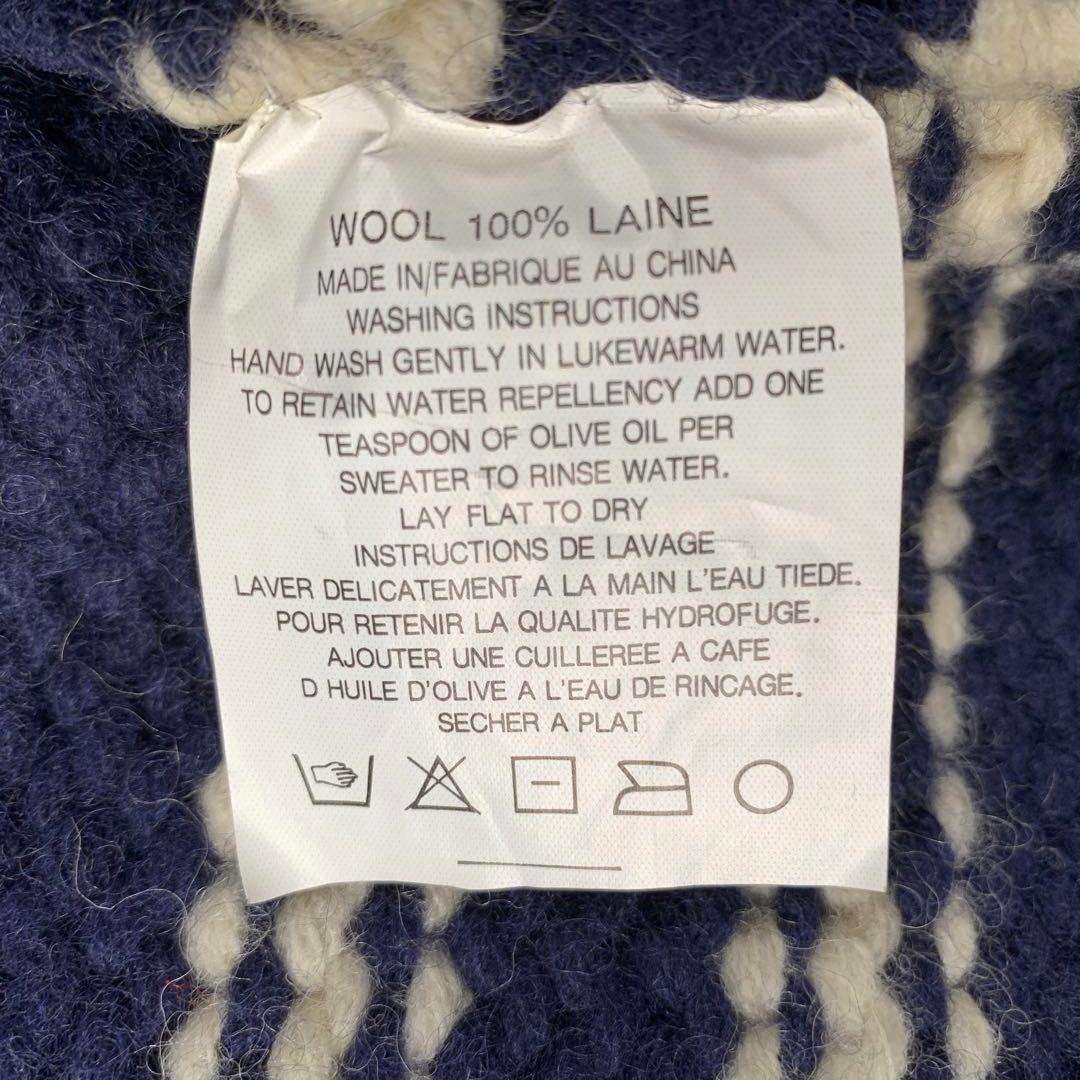 WOOL 100% LAINE
MADE IN/FABRIQUE AU CHINA
WASHING INSTRUCTIONS
HAND WASH GENTLY IN LUKEWARM WATER.
TO RETAIN WATER REPELLENCY ADD ONE
TEASPOON OF OLIVE OIL PER
SWEATER TO RINSE WATER.
LAY FLAT TO DRY
INSTRUCTIONS DE LAVAGE
LAVER DELICATEMENT A LA MAIN L'EAU TIEDE.
POUR RETENIR LA QUALITE HYDROFUGE.
AJOUTER UNE CUILLEREE A CAFE
D HUILE D'OLIVE A L'EAU DE RINCAGE.
SECHER A PLAT